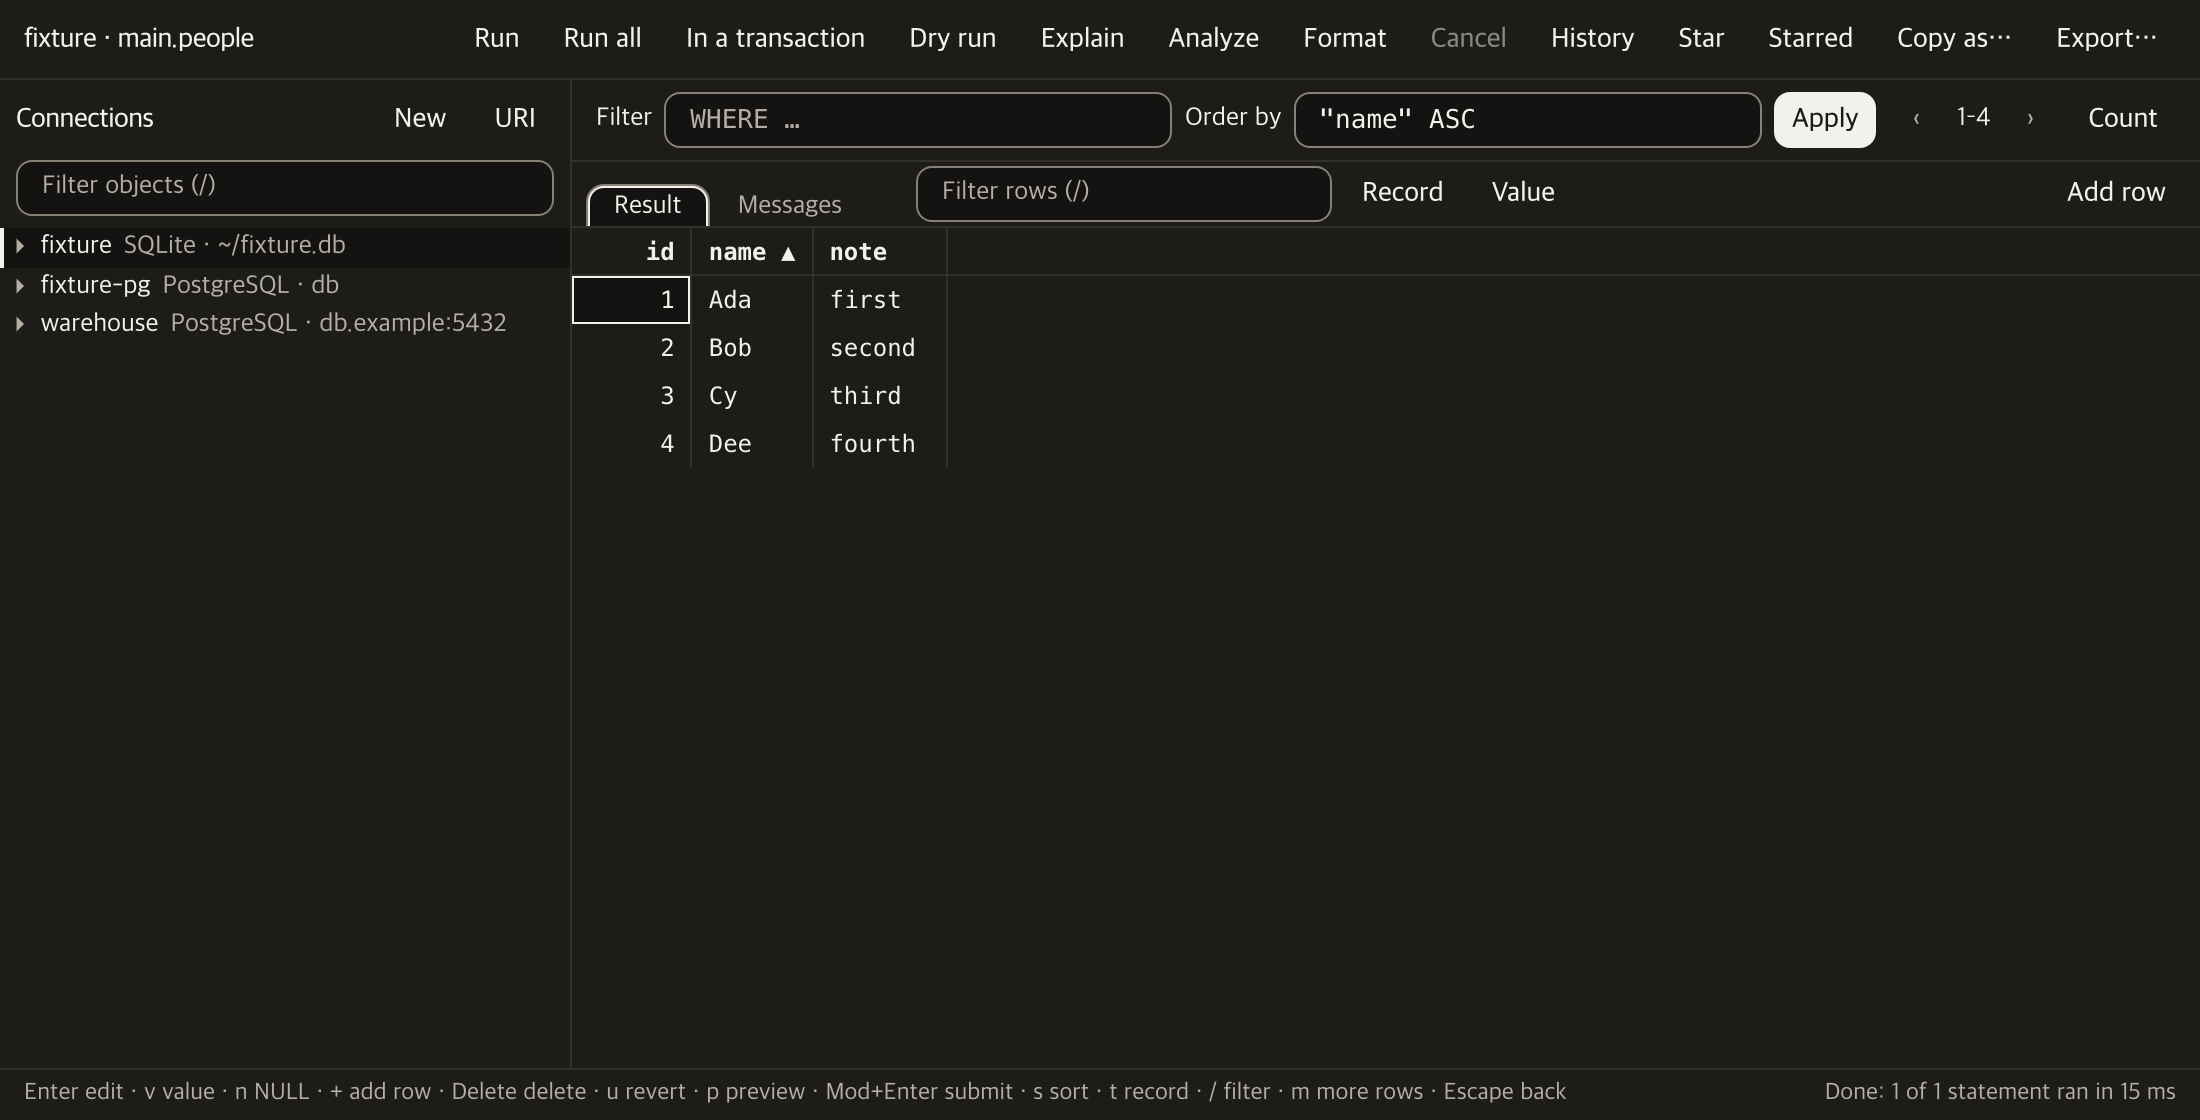 fixture · main.people Run Run all In a transaction Dry run Explain Analyze Format Cancel History Star Starred Copy as··· Export···
Connections New URI
Filter objects (/)
▸ fixture SQLite · ~/fixture.db
▸ fixture-pg PostgreSQL · db
▸ warehouse PostgreSQL · db.example:5432
Filter WHERE … Order by "name" ASC Apply ‹ 1-4 › Count
Result Messages Filter rows (/) Record Value Add row
id name ▲ note
1 Ada first
2 Bob second
3 Cy third
4 Dee fourth
Enter edit · v value · n NULL · + add row · Delete delete · u revert · p preview · Mod+Enter submit · s sort · t record · / filter · m more rows · Escape back Done: 1 of 1 statement ran in 15 ms